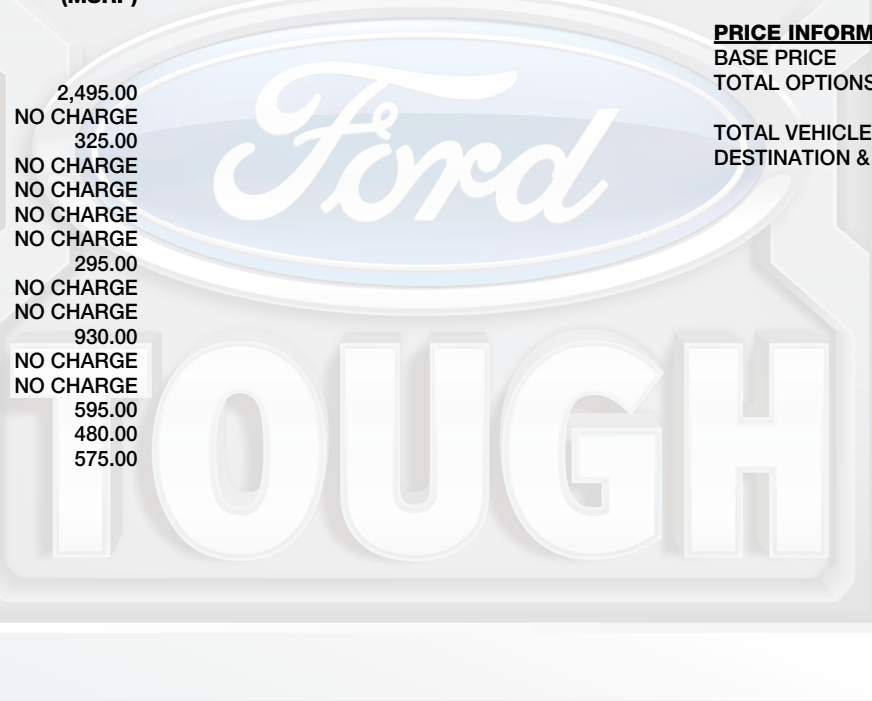 (MSRP)
2,495.00
NO CHARGE
325.00
NO CHARGE
NO CHARGE
NO CHARGE
NO CHARGE
295.00
NO CHARGE
NO CHARGE
930.00
NO CHARGE
NO CHARGE
595.00
480.00
575.00
PRICE INFORM
BASE PRICE
TOTAL OPTIONS
TOTAL VEHICLE
DESTINATION &
Ford
TOUGH